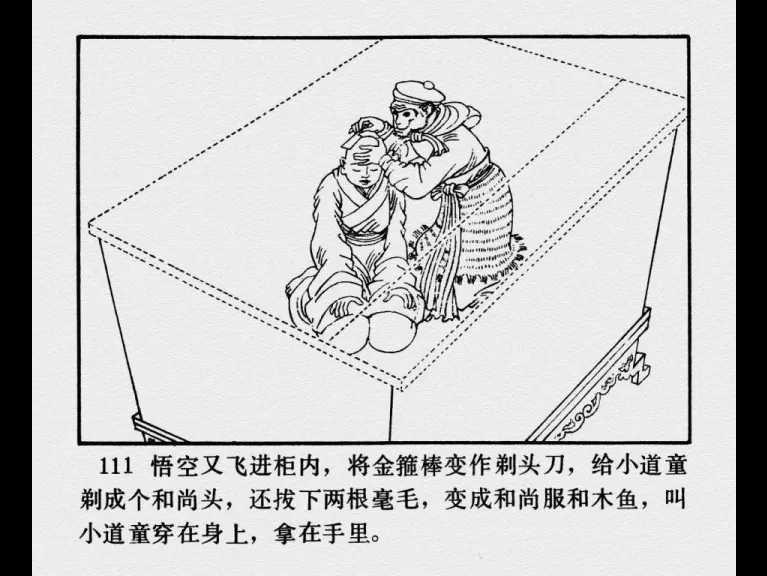 111 悟空又飞进柜内，将金箍棒变作剃头刀，给小道童
剃成个和尚头，还拔下两根毫毛，变成和尚服和木鱼，叫
小道童穿在身上，拿在手里。